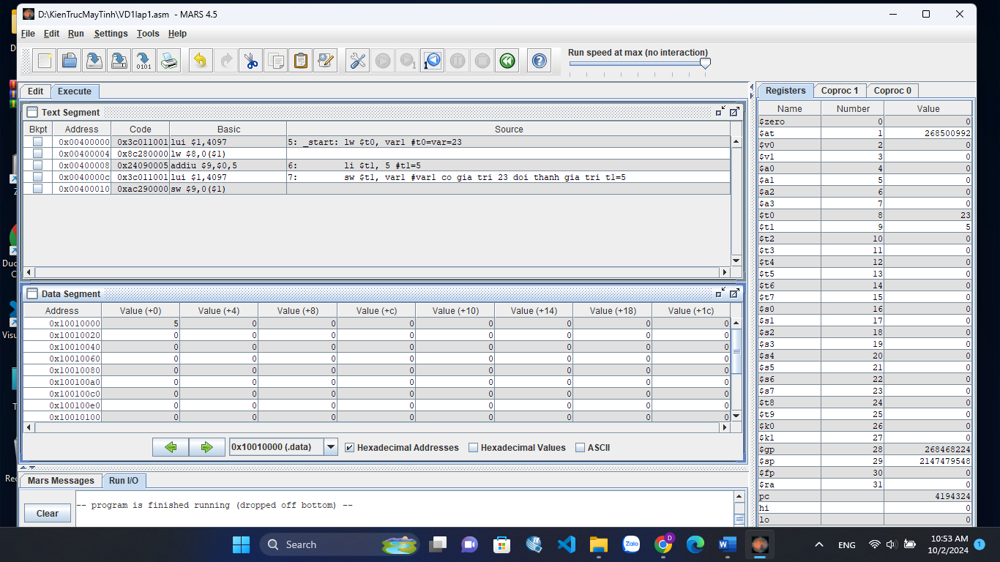 D:\KienTrucMayTinh\VD1lap1.asm - MARS 4.5
File Edit Run Settings Tools Help
Run speed at max (no interaction)
Edit Execute
Text Segment
Bkpt Address Code Basic Source
0x00400000 0x3c011001 lui $1,4097 5: _start: lw $t0, var1 #t0=var=23
0x00400004 0x8c280000 lw $8,0($1)
0x00400008 0x24090005 addiu $9,$0,5 6: li $t1, 5 #t1=5
0x0040000c 0x3c011001 lui $1,4097 7: sw $t1, var1 #var1 co gia tri 23 doi thanh gia tri t1=5
0x00400010 0xac290000 sw $9,0($1)
Data Segment
Address Value (+0) Value (+4) Value (+8) Value (+c) Value (+10) Value (+14) Value (+18) Value (+1c)
0x10010000 5 0 0 0 0 0 0 0
0x10010020 0 0 0 0 0 0 0 0
0x10010040 0 0 0 0 0 0 0 0
0x10010060 0 0 0 0 0 0 0 0
0x10010080 0 0 0 0 0 0 0 0
0x100100a0 0 0 0 0 0 0 0 0
0x100100c0 0 0 0 0 0 0 0 0
0x100100e0 0 0 0 0 0 0 0 0
0x10010100 0 0 0 0 0 0 0 0
0x10010000 (.data) Hexadecimal Addresses Hexadecimal Values ASCII
Mars Messages Run I/O
-- program is finished running (dropped off bottom) --
Clear
Registers Coproc 1 Coproc 0
Name Number Value
$zero 0 0
$at 1 268500992
$v0 2 0
$v1 3 0
$a0 4 0
$a1 5 0
$a2 6 0
$a3 7 0
$t0 8 23
$t1 9 5
$t2 10 0
$t3 11 0
$t4 12 0
$t5 13 0
$t6 14 0
$t7 15 0
$s0 16 0
$s1 17 0
$s2 18 0
$s3 19 0
$s4 20 0
$s5 21 0
$s6 22 0
$s7 23 0
$t8 24 0
$t9 25 0
$k0 26 0
$k1 27 0
$gp 28 268468224
$sp 29 2147479548
$fp 30 0
$ra 31 0
pc 4194324
hi 0
lo 0
Search
Zalo
D
ENG
10:53 AM
10/2/2024
1